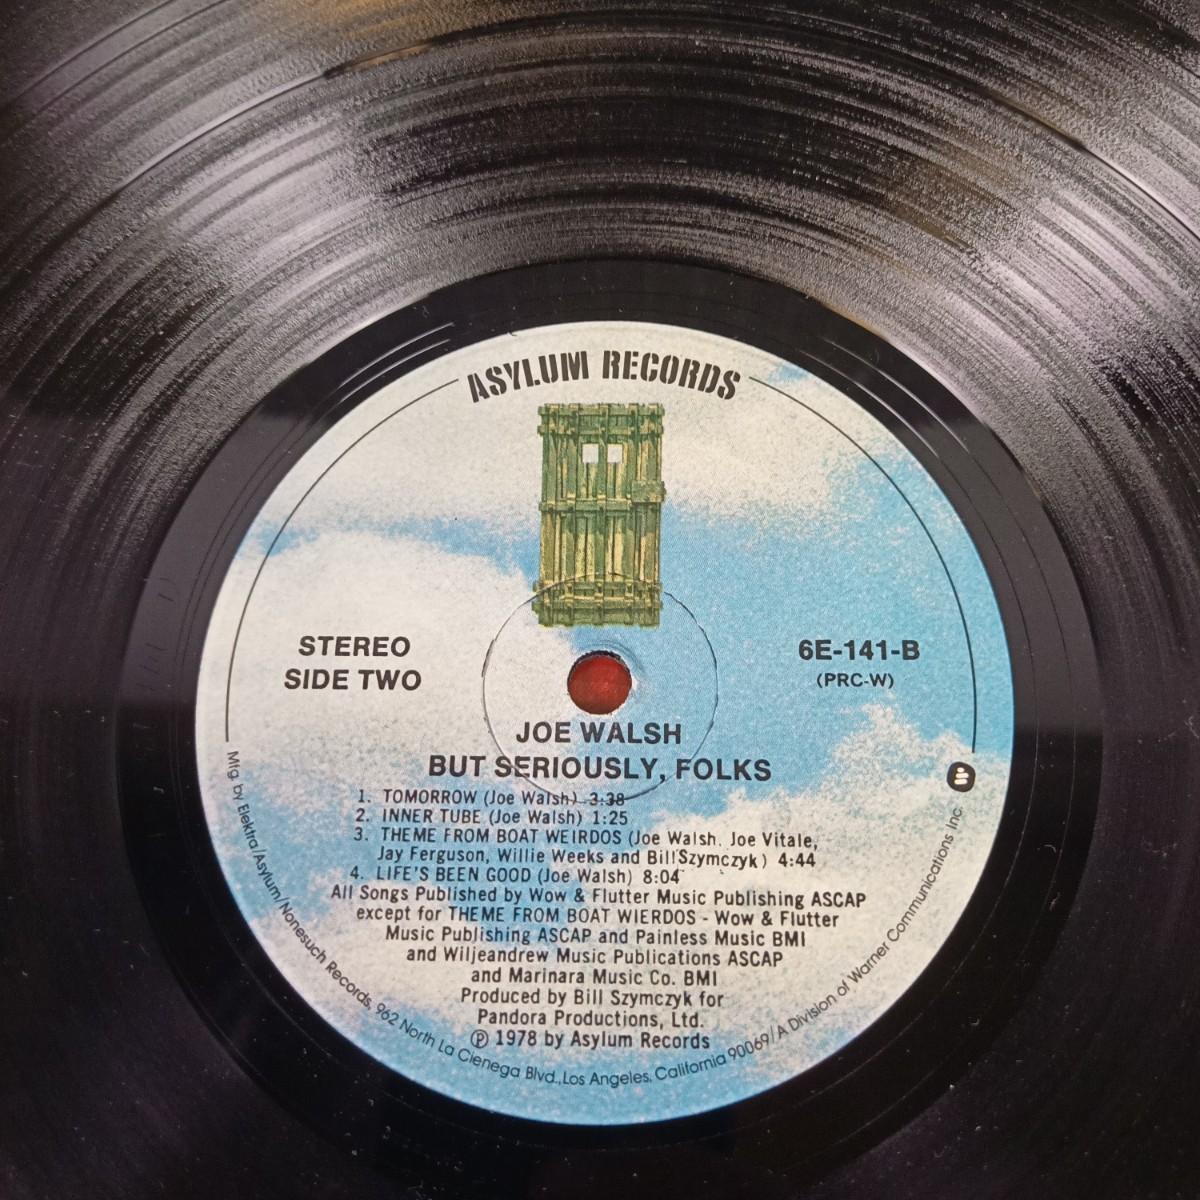 ASYLUM RECORDS
STEREO
SIDE TWO
6E-141-B
(PRC-W)
JOE WALSH
BUT SERIOUSLY, FOLKS
1. TOMORROW (Joe Walsh) 3:38
2. INNER TUBE (Joe Walsh) 1:25
3. THEME FROM BOAT WEIRDOS (Joe Walsh, Joe Vitale,
Jay Ferguson, Willie Weeks and Bill Szymczyk) 4:44
4. LIFE'S BEEN GOOD (Joe Walsh) 8:04
All Songs Published by Wow & Flutter Music Publishing ASCAP
except for THEME FROM BOAT WIERDOS - Wow & Flutter
Music Publishing ASCAP and Painless Music BMI
and Wiljeandrew Music Publications ASCAP
and Marinara Music Co. BMI
Produced by Bill Szymczyk for
Pandora Productions, Ltd.
℗ 1978 by Asylum Records
Mfg by Elektra/Asylum/Nonesuch Records, 962 North La Cienega Blvd., Los Angeles, California 90069/A Division of Warner Communications Inc.